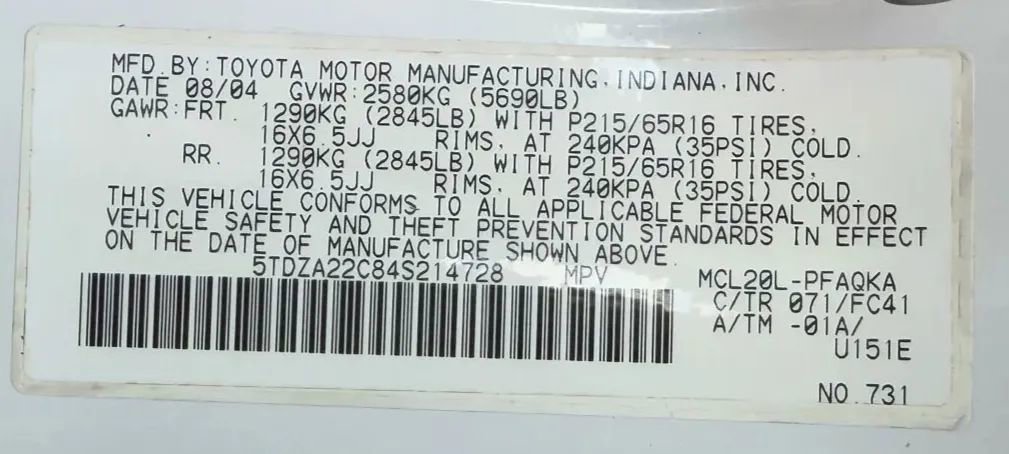 MFD.BY:TOYOTA MOTOR MANUFACTURING,INDIANA,INC.
DATE 08/04 GVWR:2580KG (5690LB)
GAWR:FRT. 1290KG (2845LB) WITH P215/65R16 TIRES,
16X6.5JJ RIMS, AT 240KPA (35PSI) COLD.
RR. 1290KG (2845LB) WITH P215/65R16 TIRES,
16X6.5JJ RIMS, AT 240KPA (35PSI) COLD.
THIS VEHICLE CONFORMS TO ALL APPLICABLE FEDERAL MOTOR
VEHICLE SAFETY AND THEFT PREVENTION STANDARDS IN EFFECT
ON THE DATE OF MANUFACTURE SHOWN ABOVE.
5TDZA22C84S214728 MPV MCL20L-PFAQKA
C/TR 071/FC41
A/TM -01A/
U151E
NO.731